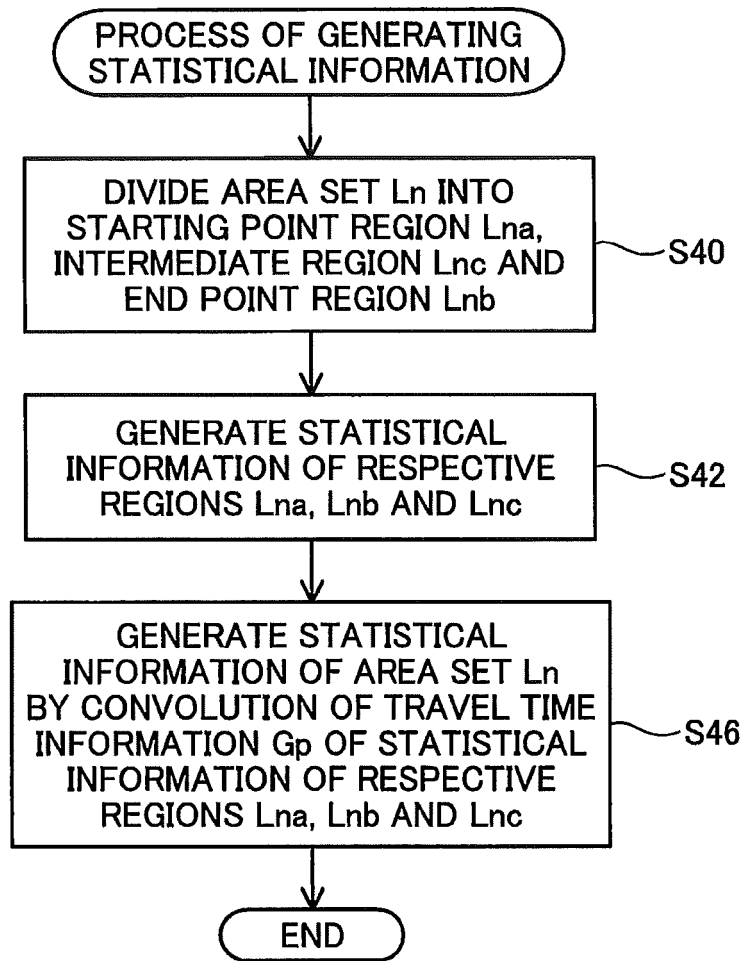 PROCESS OF GENERATING
STATISTICAL INFORMATION
DIVIDE AREA SET Ln INTO
STARTING POINT REGION Lna,
INTERMEDIATE REGION Lnc AND
END POINT REGION Lnb
S40
GENERATE STATISTICAL
INFORMATION OF RESPECTIVE
REGIONS Lna, Lnb AND Lnc
S42
GENERATE STATISTICAL
INFORMATION OF AREA SET Ln
BY CONVOLUTION OF TRAVEL TIME
INFORMATION Gp OF STATISTICAL
INFORMATION OF RESPECTIVE
REGIONS Lna, Lnb AND Lnc
S46
END